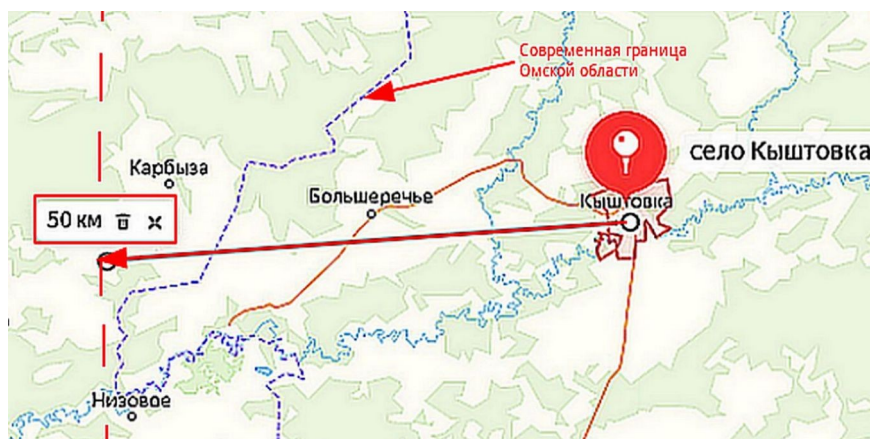 Современная граница
Омской области
село Кыштовка
Карбыза
Большеречье
Кыштовка
50 км
Низовое